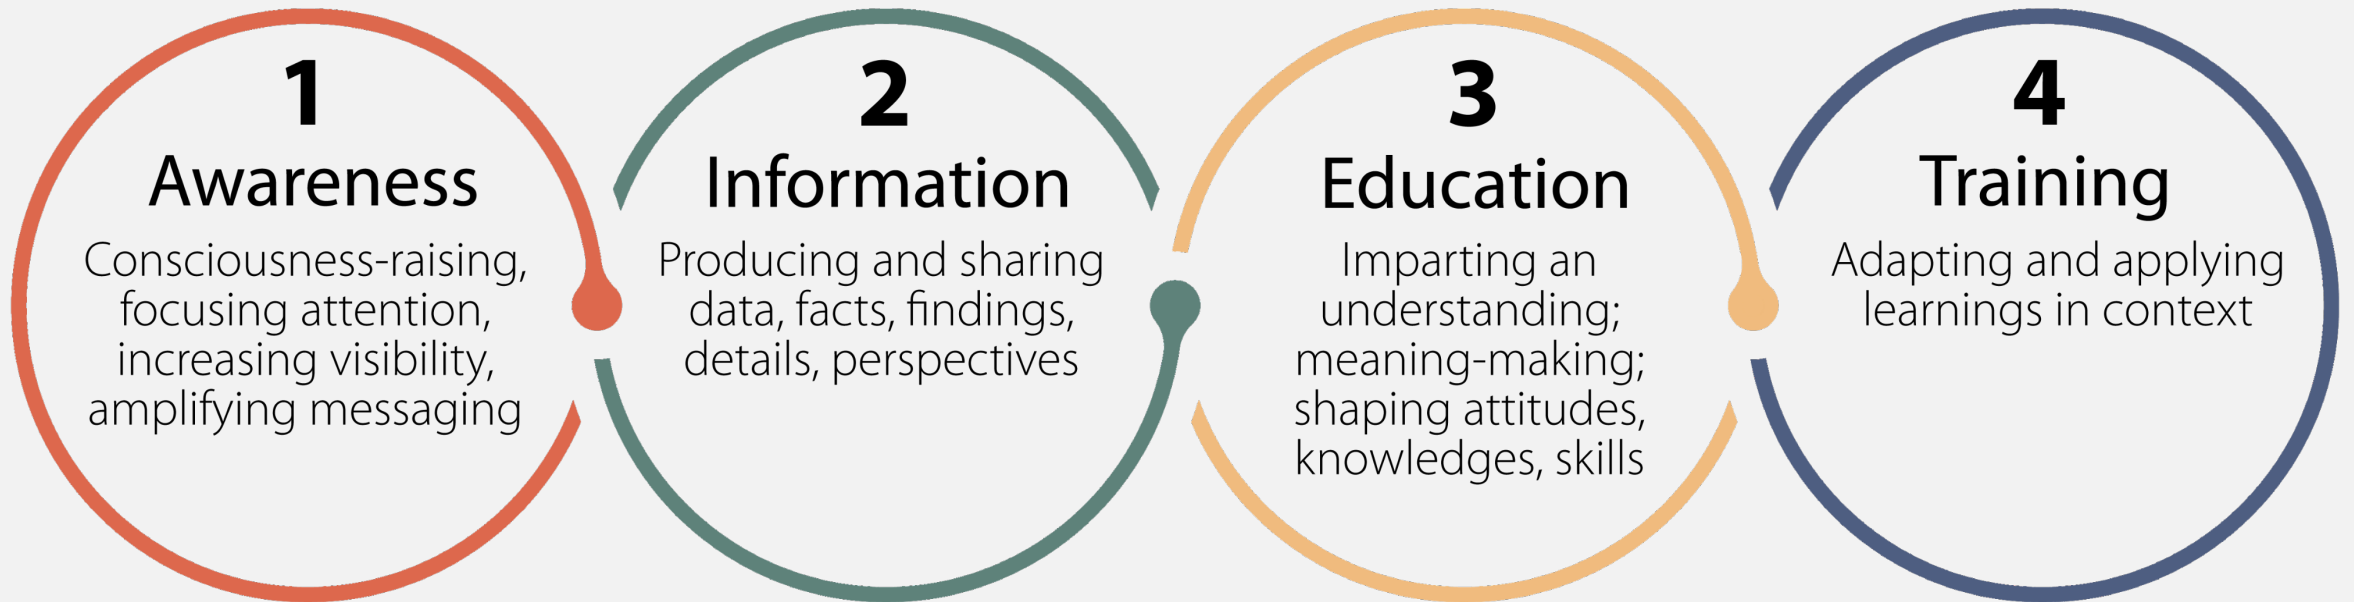 1
Awareness
Consciousness-raising,
focusing attention,
increasing visibility,
amplifying messaging
2
Information
Producing and sharing
data, facts, findings,
details, perspectives
3
Education
Imparting an
understanding;
meaning-making;
shaping attitudes,
knowledges, skills
4
Training
Adapting and applying
learnings in context